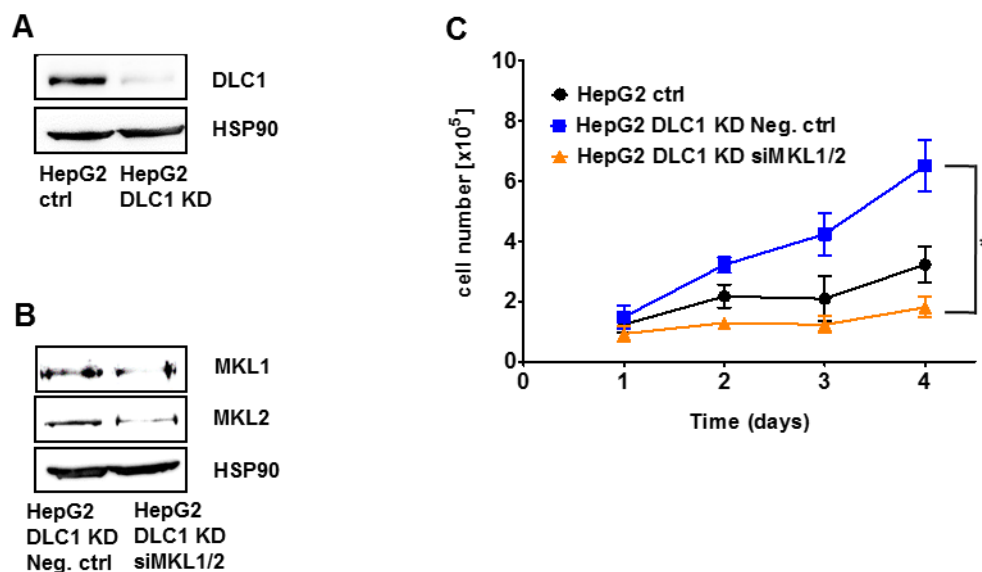 A
DLC1
HSP90
HepG2 HepG2
ctrl DLC1 KD
B
MKL1
MKL2
HSP90
HepG2 HepG2
DLC1 KD DLC1 KD
Neg. ctrl siMKL1/2
C
HepG2 ctrl
HepG2 DLC1 KD Neg. ctrl
HepG2 DLC1 KD siMKL1/2
cell number [x10⁵]
10
8
6
4
2
0
0 1 2 3 4
Time (days)